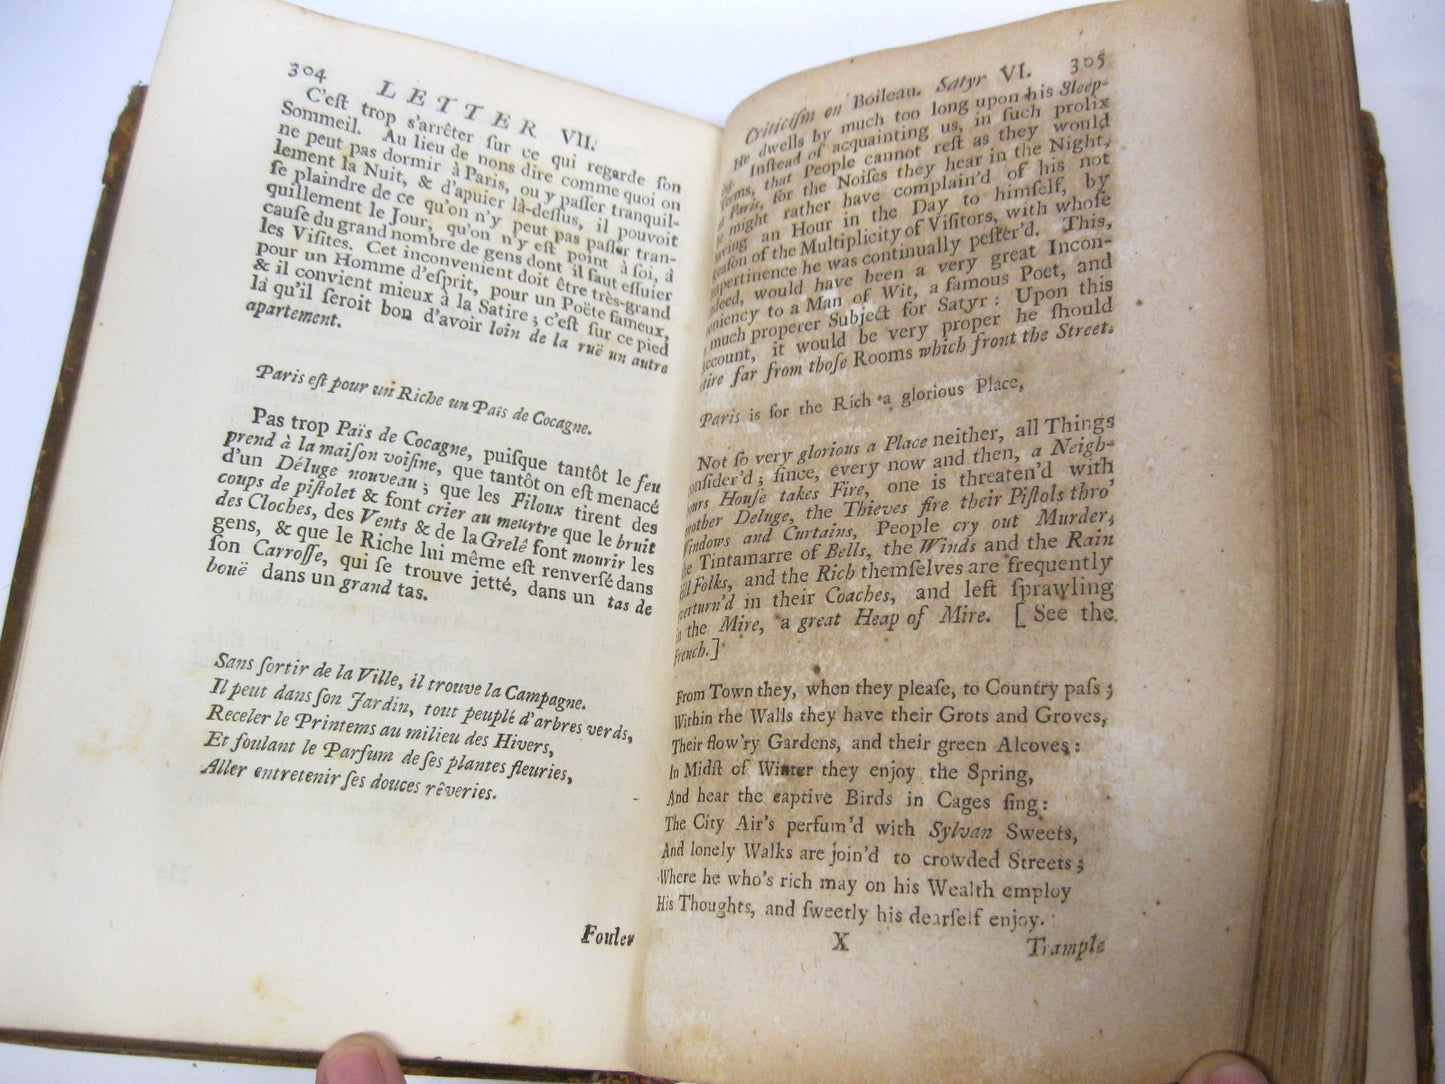 304 LETTER VII.
C'eſt trop s'arrêter ſur ce qui regarde ſon
Sommeil. Au lieu de nons dire comme quoi on
ne peut pas dormir à Paris, ou y paſſer tranquil-
lement la Nuit, & d'apuier là-deſſus, il pouvoit
ſe plaindre de ce qu'on n'y peut pas paſſer tran-
quillement le Jour, qu'on n'y eſt point à ſoi, à
cauſe du grand nombre de gens dont il faut eſſuier
les Viſites. Cet inconvenient doit être très-grand
pour un Homme d'eſprit, pour un Poëte fameux,
& il convient mieux à la Satire; c'eſt ſur ce pied
là qu'il ſeroit bon d'avoir loin de la ruë un autre
apartement.
Paris eſt pour un Riche un Païs de Cocagne.
Pas trop Païs de Cocagne, puiſque tantôt le feu
prend à la maiſon voiſine, que tantôt on eſt menacé
d'un Déluge nouveau; que les Filoux tirent des
coups de piſtolet & font crier au meurtre que le bruit
des Cloches, des Vents & de la Grelê font mourir les
gens, & que le Riche lui même eſt renverſé dans
ſon Carroſſe, qui ſe trouve jetté, dans un tas de
bouë dans un grand tas.
Sans ſortir de la Ville, il trouve la Campagne.
Il peut dans ſon Jardin, tout peuplé d'arbres verds,
Receler le Printems au milieu des Hivers,
Et foulant le Parfum de ſes plantes fleuries,
Aller entretenir ſes douces rêveries.
Fouler
Criticiſm on Boileau. Satyr VI. 305
He dwells by much too long upon his Sleep-
ing. Inſtead of acquainting us, in ſuch prolix
Terms, that People cannot reſt as they would
at Paris, for the Noiſes they hear in the Night,
he might rather have complain'd of his not
having an Hour in the Day to himſelf, by
Reaſon of the Multiplicity of Viſitors, with whoſe
Impertinence he was continually peſter'd. This,
indeed, would have been a very great Incon-
veniency to a Man of Wit, a famous Poet, and
a much properer Subject for Satyr: Upon this
Account, it would be very proper he ſhould
retire far from thoſe Rooms which front the Street.
Paris is for the Rich a glorious Place,
Not ſo very glorious a Place neither, all Things
conſider'd; ſince, every now and then, a Neigh-
bours Houſe takes Fire, one is threaten'd with
another Deluge, the Thieves fire their Piſtols thro'
Windows and Curtains, People cry out Murder,
the Tintamarre of Bells, the Winds and the Rain
kill Folks, and the Rich themſelves are frequently
overturn'd in their Coaches, and left ſprawling
in the Mire, a great Heap of Mire. [See the
French.]
From Town they, when they pleaſe, to Country paſs;
Within the Walls they have their Grots and Groves,
Their flow'ry Gardens, and their green Alcoves:
In Midſt of Winter they enjoy the Spring,
And hear the captive Birds in Cages ſing:
The City Air's perfum'd with Sylvan Sweets,
And lonely Walks are join'd to crowded Streets;
Where he who's rich may on his Wealth employ
His Thoughts, and ſweetly his dearſelf enjoy.
X Trample